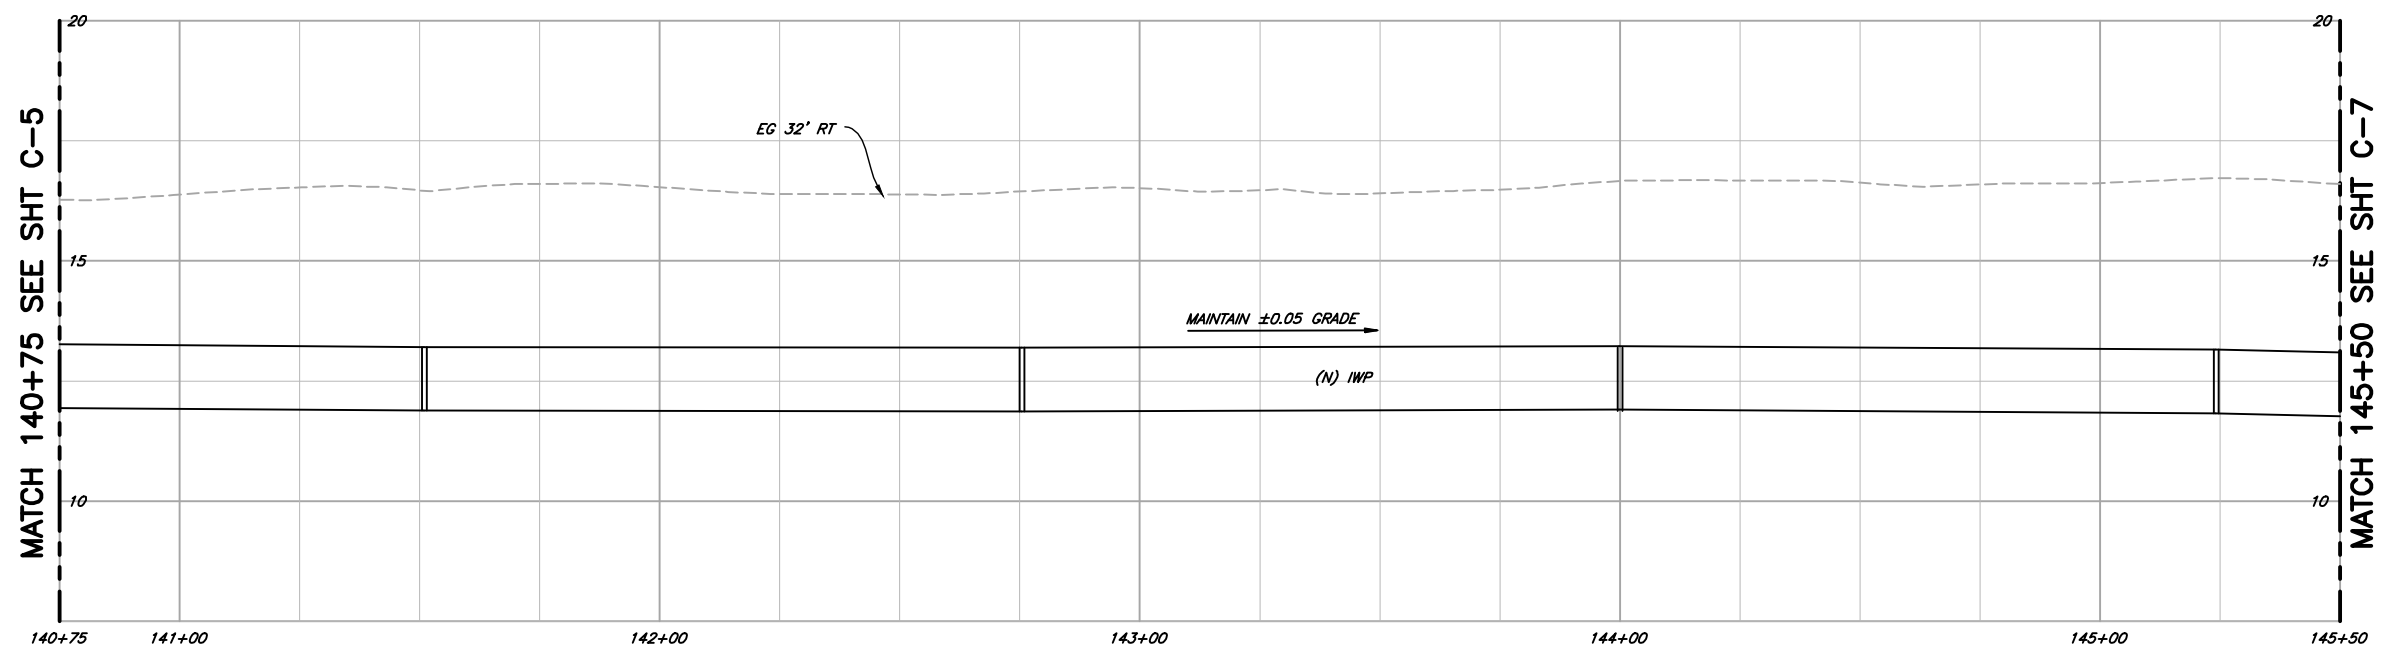 20
20
MATCH 140+75 SEE SHT C-5
MATCH 145+50 SEE SHT C-7
EG 32' RT
15
15
MAINTAIN ±0.05 GRADE
(N) IWP
10
10
140+75 141+00 142+00 143+00 144+00 145+00 145+50